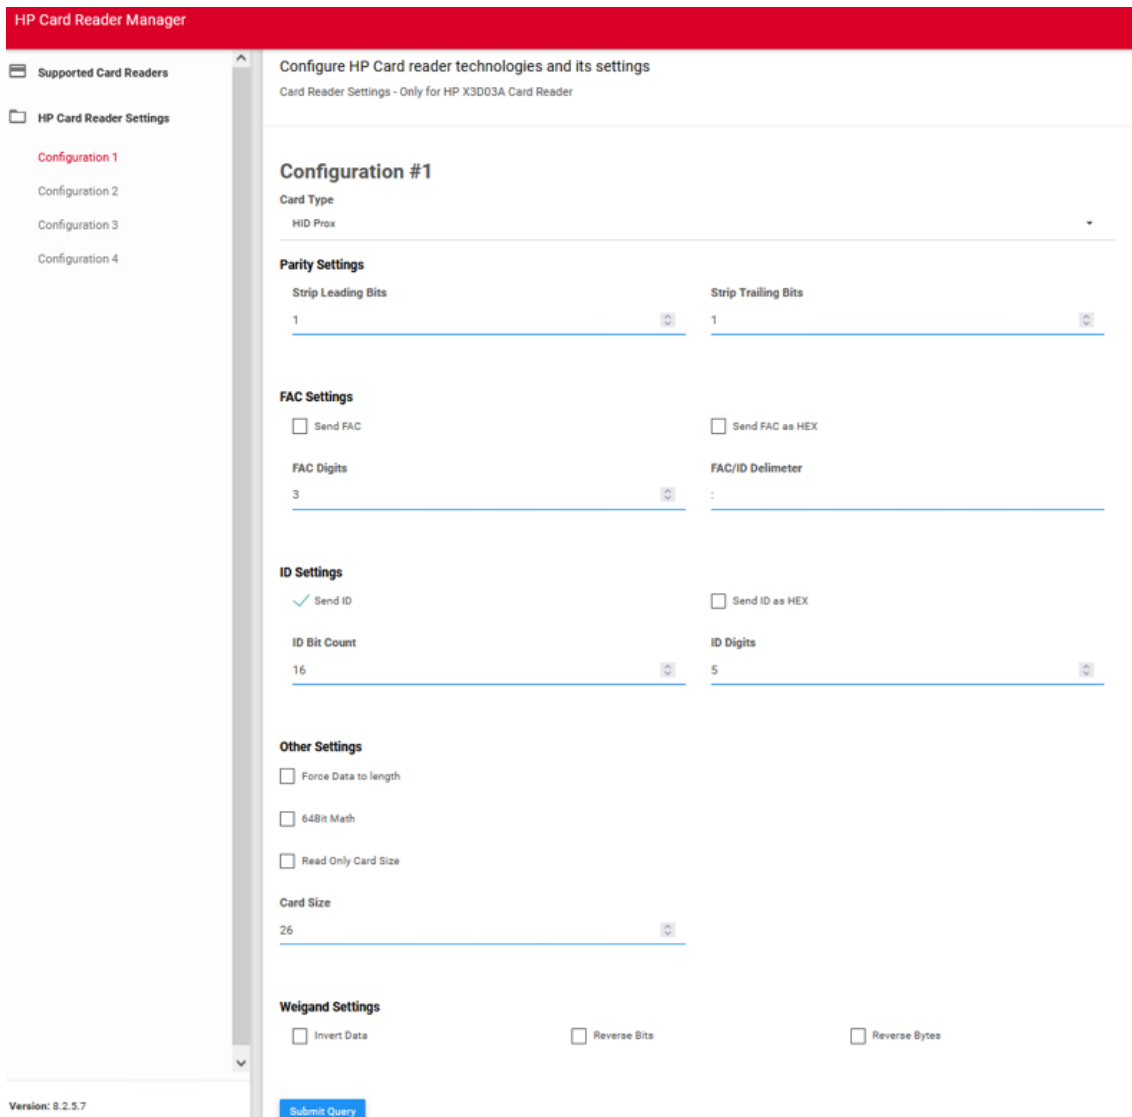 HP Card Reader Manager
Supported Card Readers
HP Card Reader Settings
Configuration 1
Configuration 2
Configuration 3
Configuration 4
Version: 8.2.5.7
Configure HP Card reader technologies and its settings
Card Reader Settings - Only for HP X3D03A Card Reader
Configuration #1
Card Type
HID Prox
Parity Settings
Strip Leading Bits
1
Strip Trailing Bits
1
FAC Settings
Send FAC
Send FAC as HEX
FAC Digits
3
FAC/ID Delimeter
:
ID Settings
Send ID
Send ID as HEX
ID Bit Count
16
ID Digits
5
Other Settings
Force Data to length
64Bit Math
Read Only Card Size
Card Size
26
Weigand Settings
Invert Data
Reverse Bits
Reverse Bytes
Submit Query